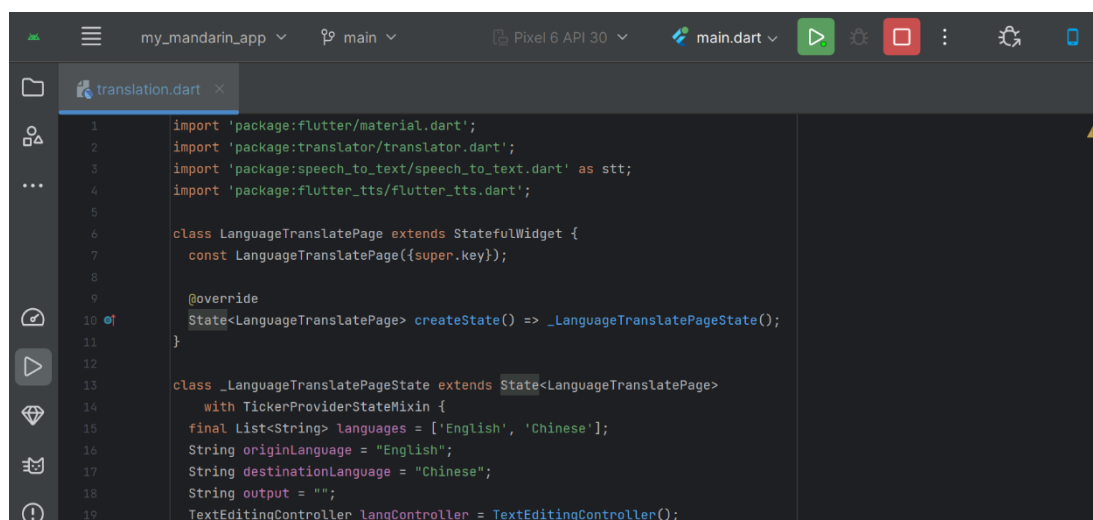 my_mandarin_app
main
Pixel 6 API 30
main.dart
translation.dart
1 import 'package:flutter/material.dart';
2 import 'package:translator/translator.dart';
3 import 'package:speech_to_text/speech_to_text.dart' as stt;
4 import 'package:flutter_tts/flutter_tts.dart';
5
6 class LanguageTranslatePage extends StatefulWidget {
7 const LanguageTranslatePage({super.key});
8
9 @override
10 State<LanguageTranslatePage> createState() => _LanguageTranslatePageState();
11 }
12
13 class _LanguageTranslatePageState extends State<LanguageTranslatePage>
14 with TickerProviderStateMixin {
15 final List<String> languages = ['English', 'Chinese'];
16 String originLanguage = "English";
17 String destinationLanguage = "Chinese";
18 String output = "";
19 TextEditingController langController = TextEditingController();